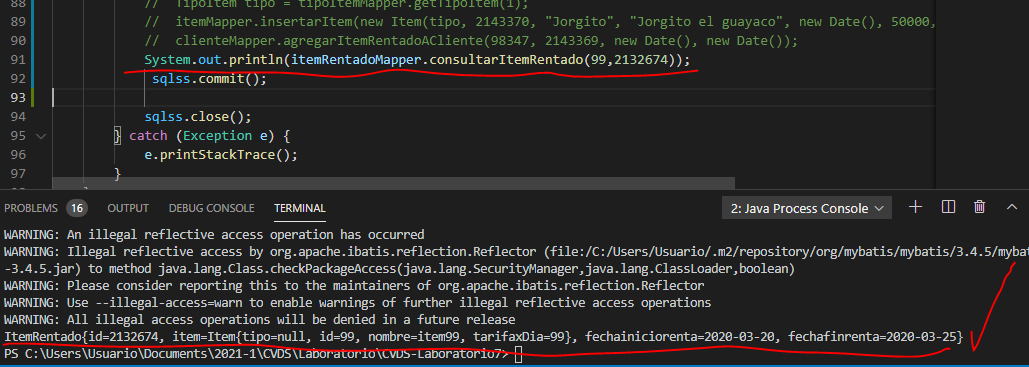 88 // TipoItem tipo = tipoItemMapper.getTipoItem(1);
89 // itemMapper.insertarItem(new Item(tipo, 2143370, "Jorgito", "Jorgito el guayaco", new Date(), 50000,
90 // clienteMapper.agregarItemRentadoACliente(98347, 2143369, new Date(), new Date());
91 System.out.println(itemRentadoMapper.consultarItemRentado(99,2132674));
92 sqlss.commit();
93
94 sqlss.close();
95 } catch (Exception e) {
96 e.printStackTrace();
97 }
PROBLEMS 16 OUTPUT DEBUG CONSOLE TERMINAL 2: Java Process Console
WARNING: An illegal reflective access operation has occurred
WARNING: Illegal reflective access by org.apache.ibatis.reflection.Reflector (file:/C:/Users/Usuario/.m2/repository/org/mybatis/mybatis/3.4.5/mybat
-3.4.5.jar) to method java.lang.Class.checkPackageAccess(java.lang.SecurityManager,java.lang.ClassLoader,boolean)
WARNING: Please consider reporting this to the maintainers of org.apache.ibatis.reflection.Reflector
WARNING: Use --illegal-access=warn to enable warnings of further illegal reflective access operations
WARNING: All illegal access operations will be denied in a future release
ItemRentado{id=2132674, item=Item{tipo=null, id=99, nombre=item99, tarifaxDia=99}, fechainiciorenta=2020-03-20, fechafinrenta=2020-03-25}
PS C:\Users\Usuario\Documents\2021-1\CVDS\Laboratorio\CVDS-Laboratorio7>